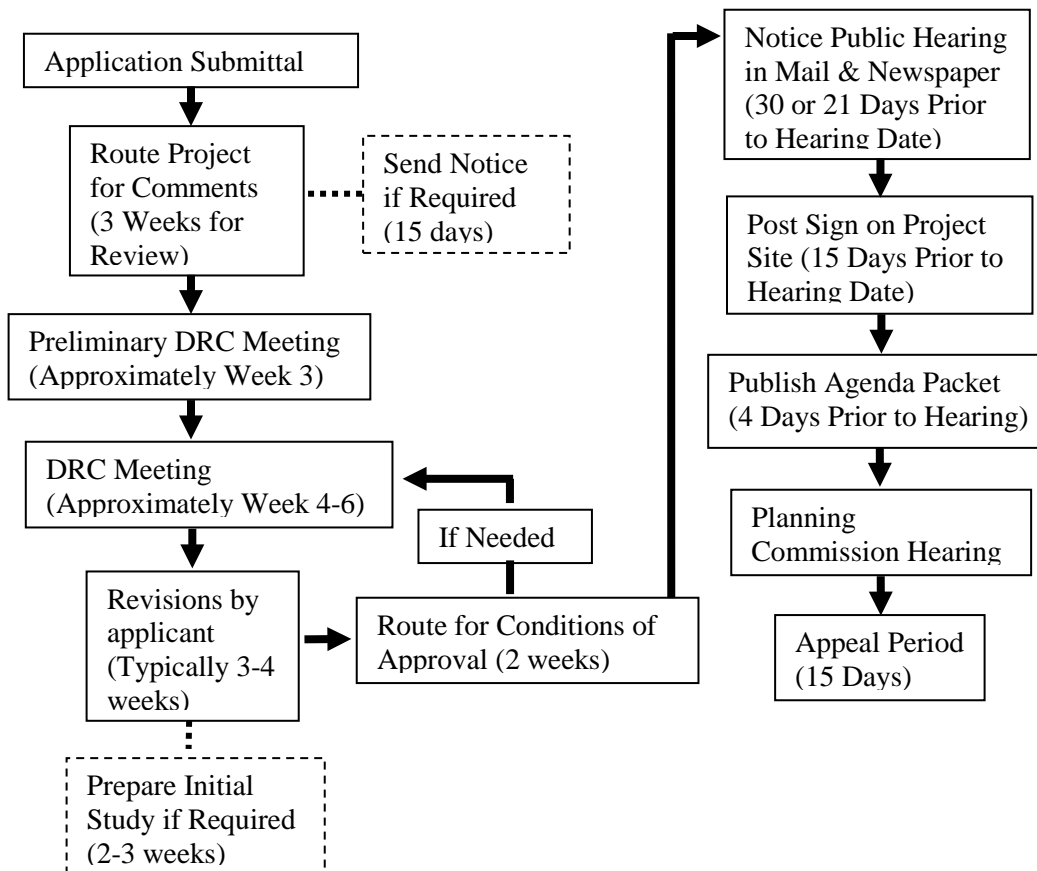 Application Submittal
Route Project
for Comments
(3 Weeks for
Review)
Send Notice
if Required
(15 days)
Preliminary DRC Meeting
(Approximately Week 3)
DRC Meeting
(Approximately Week 4-6)
If Needed
Revisions by
applicant
(Typically 3-4
weeks)
Route for Conditions of
Approval (2 weeks)
Prepare Initial
Study if Required
(2-3 weeks)
Notice Public Hearing
in Mail & Newspaper
(30 or 21 Days Prior
to Hearing Date)
Post Sign on Project
Site (15 Days Prior to
Hearing Date)
Publish Agenda Packet
(4 Days Prior to Hearing)
Planning
Commission Hearing
Appeal Period
(15 Days)